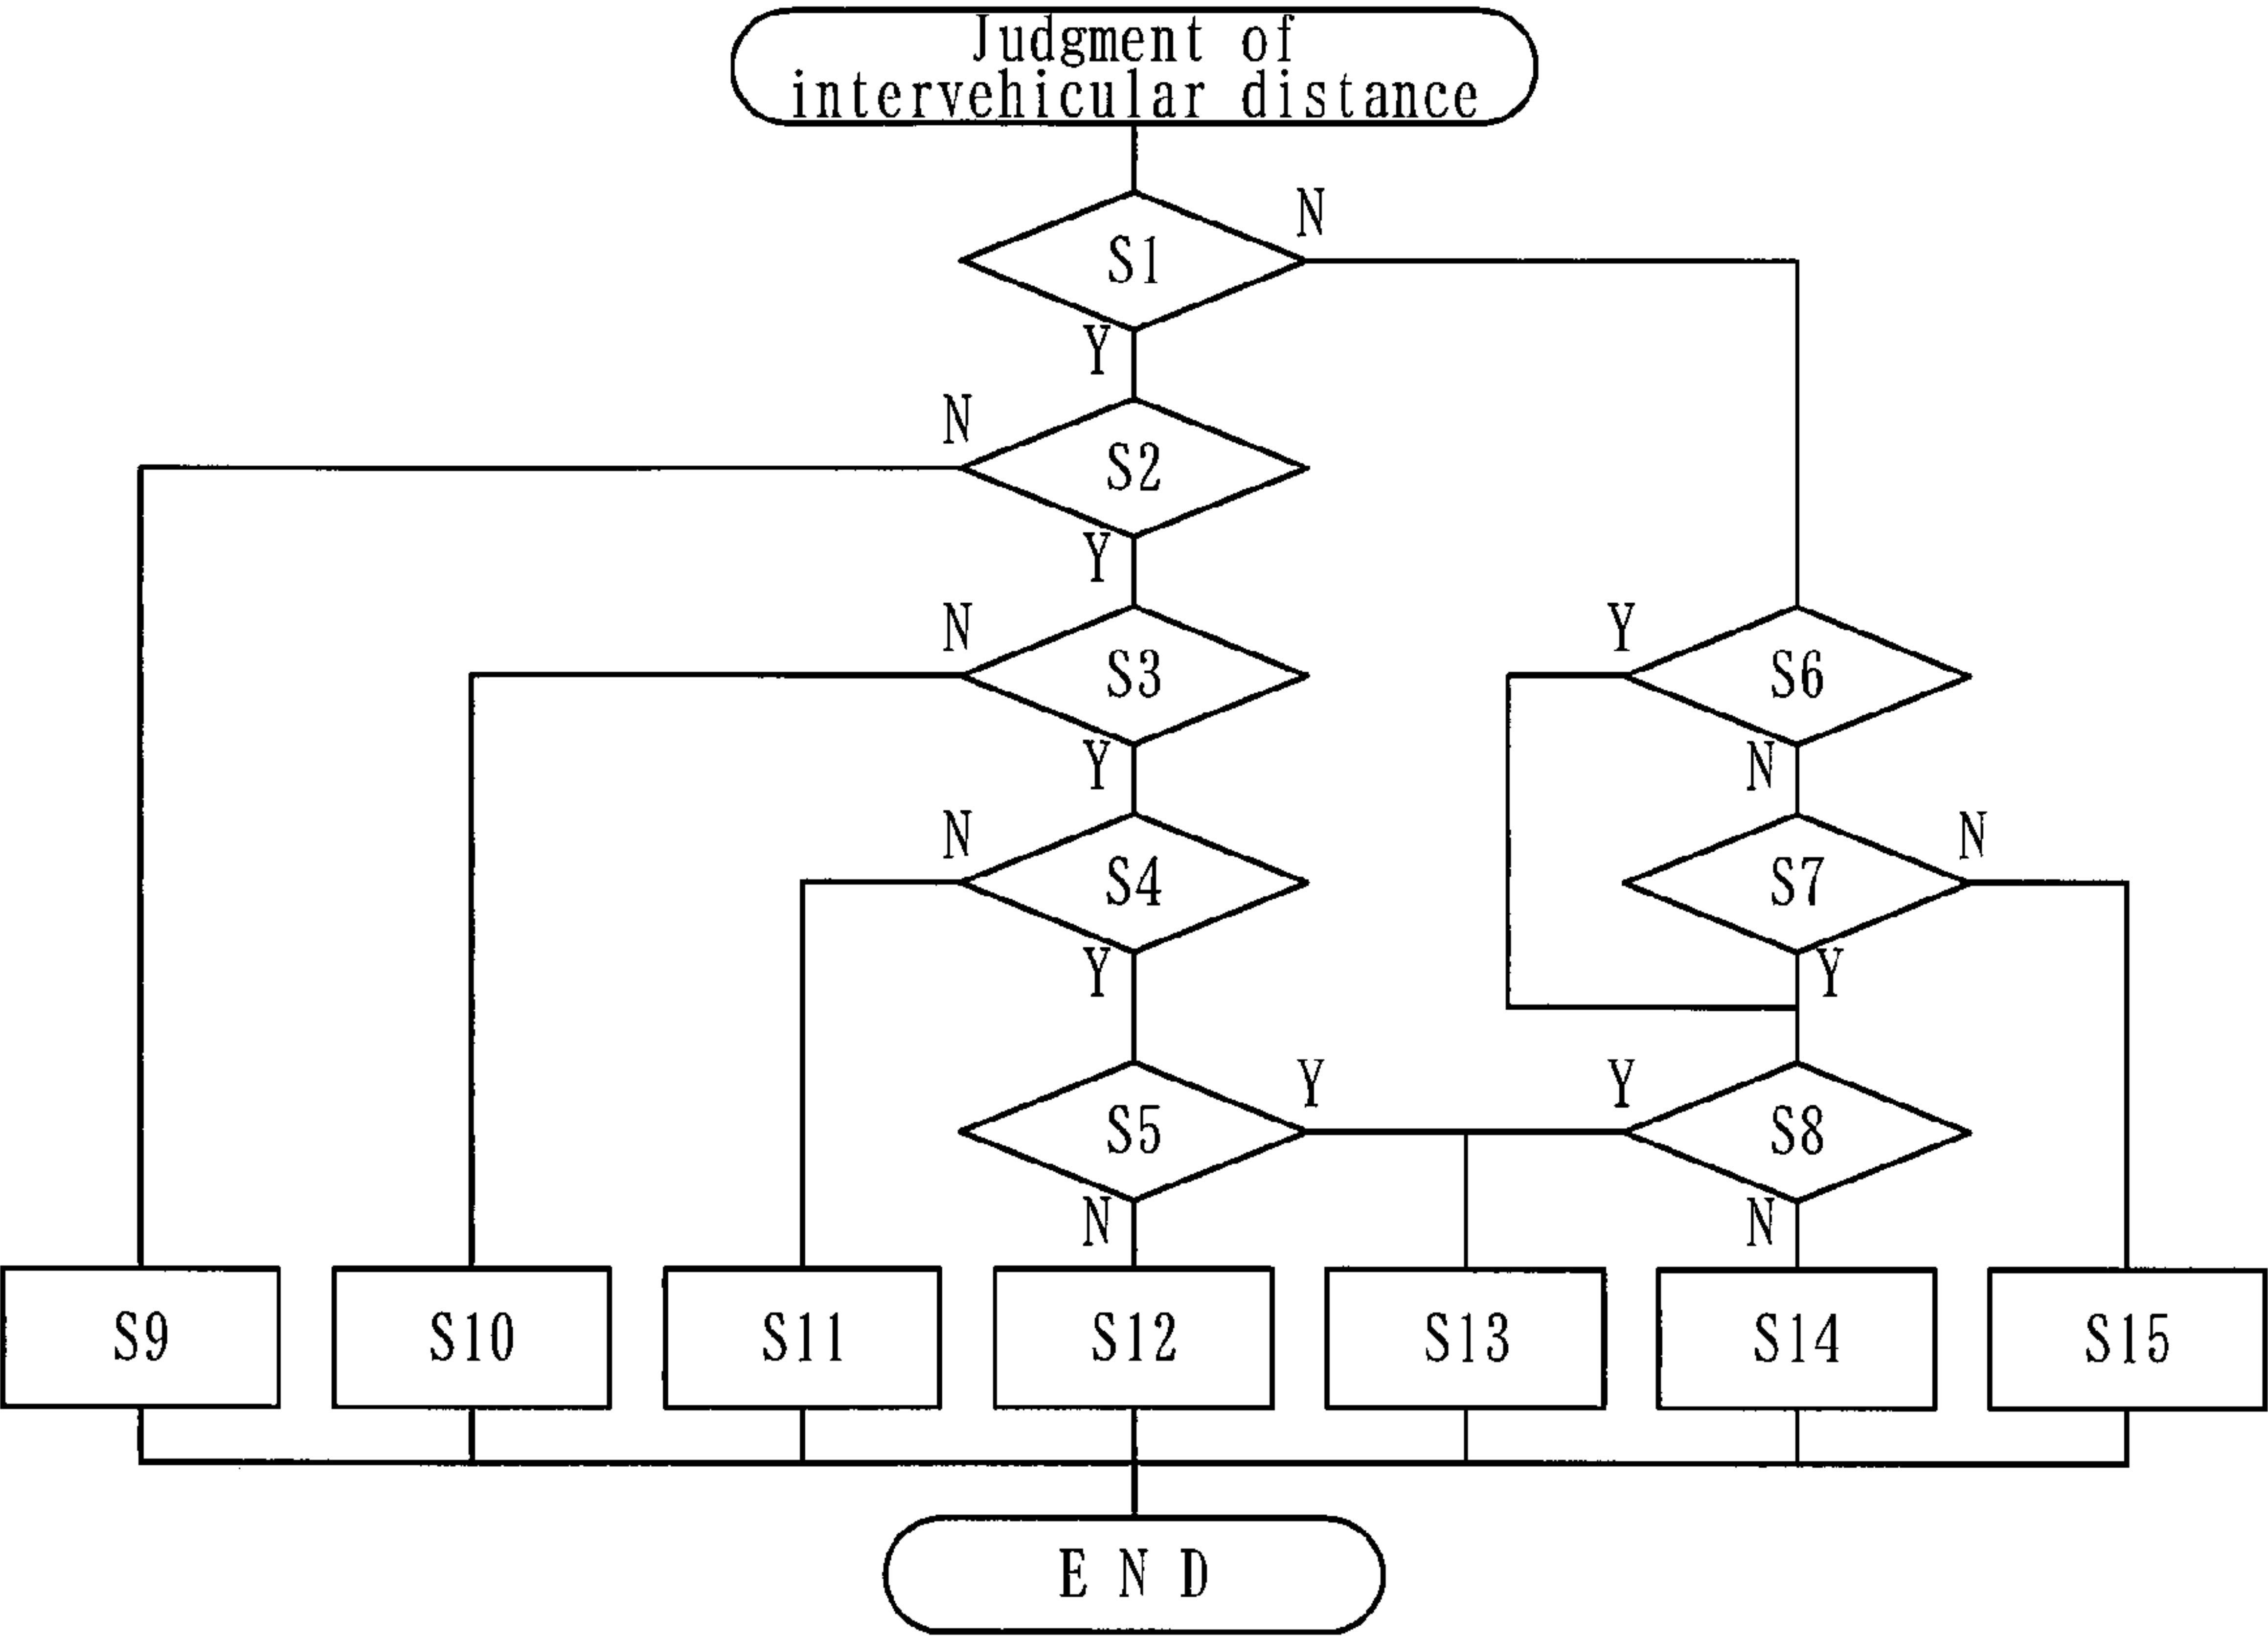 Judgment of
intervehicular distance
N
S1
Y
N
S2
Y
N
S3
Y
Y
S6
N
N
S4
Y
S7
N
Y
Y
S5
N
Y
S8
N
S9
S10
S11
S12
S13
S14
S15
END